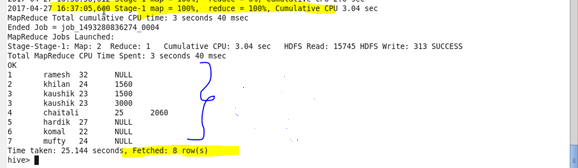 2017-04-27 16:37:05,640 Stage-1 map = 100%, reduce = 100%, Cumulative CPU 3.04 sec
MapReduce Total cumulative CPU time: 3 seconds 40 msec
Ended Job = job_1493280836274_0004
MapReduce Jobs Launched:
Stage-Stage-1: Map: 2 Reduce: 1 Cumulative CPU: 3.04 sec HDFS Read: 15745 HDFS Write: 313 SUCCESS
Total MapReduce CPU Time Spent: 3 seconds 40 msec
OK
1 ramesh 32 NULL
2 khilan 24 1560
3 kaushik 23 1500
3 kaushik 23 3000
4 chaitali 25 2060
5 hardik 27 NULL
6 komal 22 NULL
7 mufty 24 NULL
Time taken: 25.144 seconds, Fetched: 8 row(s)
hive>